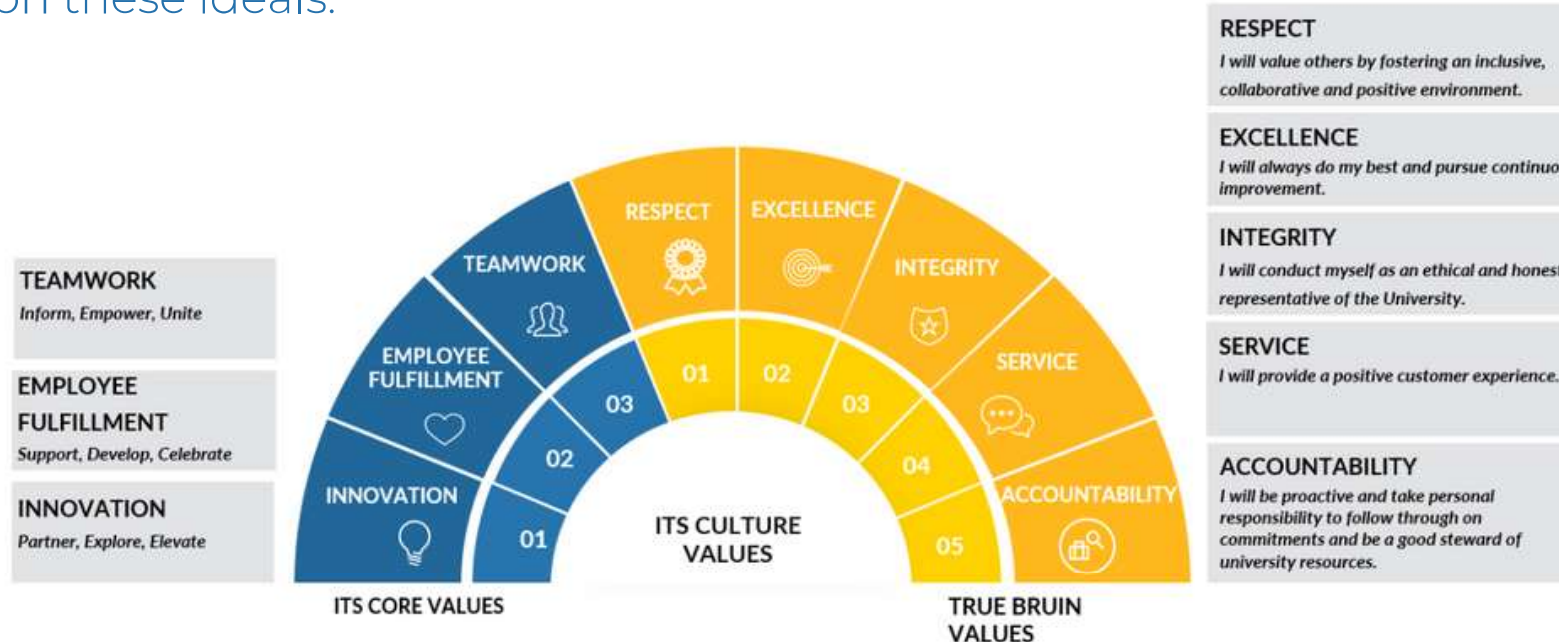 on these ideals.
TEAMWORK
Inform, Empower, Unite
EMPLOYEE
FULFILLMENT
Support, Develop, Celebrate
INNOVATION
Partner, Explore, Elevate
INNOVATION
01
EMPLOYEE
FULFILLMENT
02
TEAMWORK
03
RESPECT
01
EXCELLENCE
02
INTEGRITY
03
SERVICE
04
ACCOUNTABILITY
05
ITS CULTURE
VALUES
ITS CORE VALUES
TRUE BRUIN
VALUES
RESPECT
I will value others by fostering an inclusive,
collaborative and positive environment.
EXCELLENCE
I will always do my best and pursue continuo
improvement.
INTEGRITY
I will conduct myself as an ethical and hones
representative of the University.
SERVICE
I will provide a positive customer experience.
ACCOUNTABILITY
I will be proactive and take personal
responsibility to follow through on
commitments and be a good steward of
university resources.